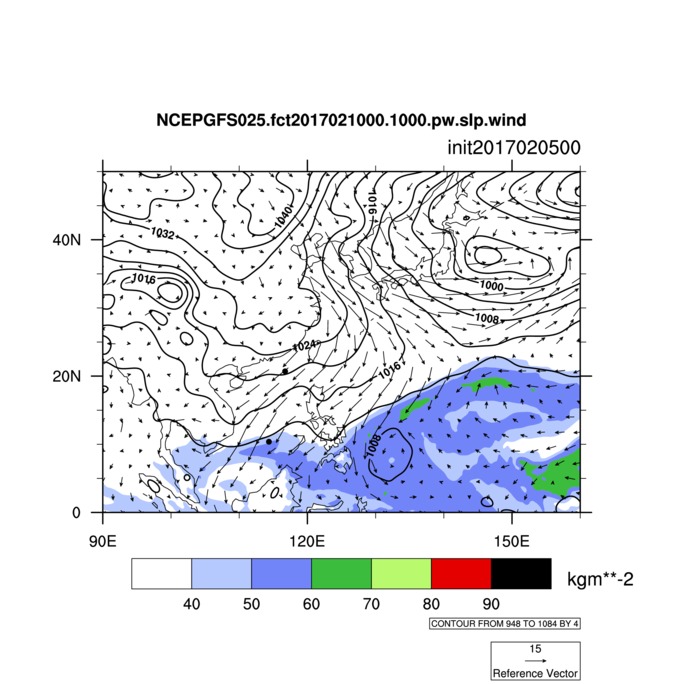 NCEPGFS025.fct2017021000.1000.pw.slp.wind
init2017020500
40N
20N
0
90E 120E 150E
1040
1016
1032
1016
1000
1008
1024
1016
1008
40 50 60 70 80 90
kgm**-2
CONTOUR FROM 948 TO 1084 BY 4
15
Reference Vector